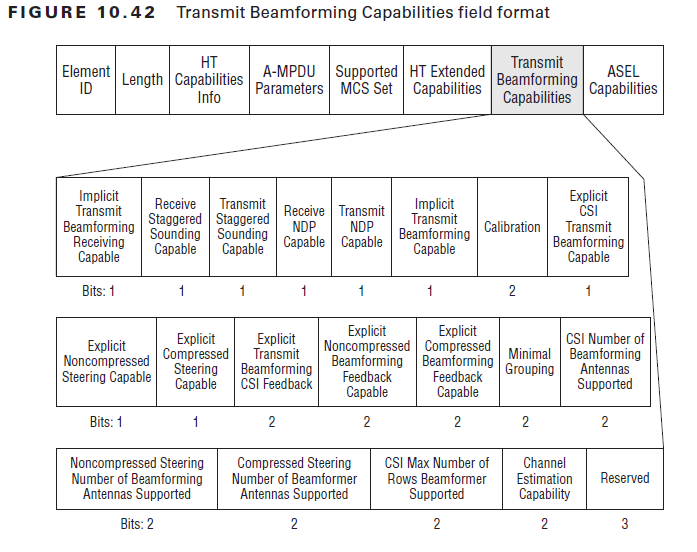 FIGURE 10.42 Transmit Beamforming Capabilities field format
Element
ID
Length
HT
Capabilities
Info
A-MPDU
Parameters
Supported
MCS Set
HT Extended
Capabilities
Transmit
Beamforming
Capabilities
ASEL
Capabilities
Implicit
Transmit
Beamforming
Receiving
Capable
Receive
Staggered
Sounding
Capable
Transmit
Staggered
Sounding
Capable
Receive
NDP
Capable
Transmit
NDP
Capable
Implicit
Transmit
Beamforming
Capable
Calibration
Explicit
CSI
Transmit
Beamforming
Capable
Bits: 1 1 1 1 1 1 2 1
Explicit
Noncompressed
Steering Capable
Explicit
Compressed
Steering
Capable
Explicit
Transmit
Beamforming
CSI Feedback
Explicit
Noncompressed
Beamforming
Feedback
Capable
Explicit
Compressed
Beamforming
Feedback
Capable
Minimal
Grouping
CSI Number of
Beamforming
Antennas
Supported
Bits: 1 1 2 2 2 2 2
Noncompressed Steering
Number of Beamforming
Antennas Supported
Compressed Steering
Number of Beamformer
Antennas Supported
CSI Max Number of
Rows Beamformer
Supported
Channel
Estimation
Capability
Reserved
Bits: 2 2 2 2 3